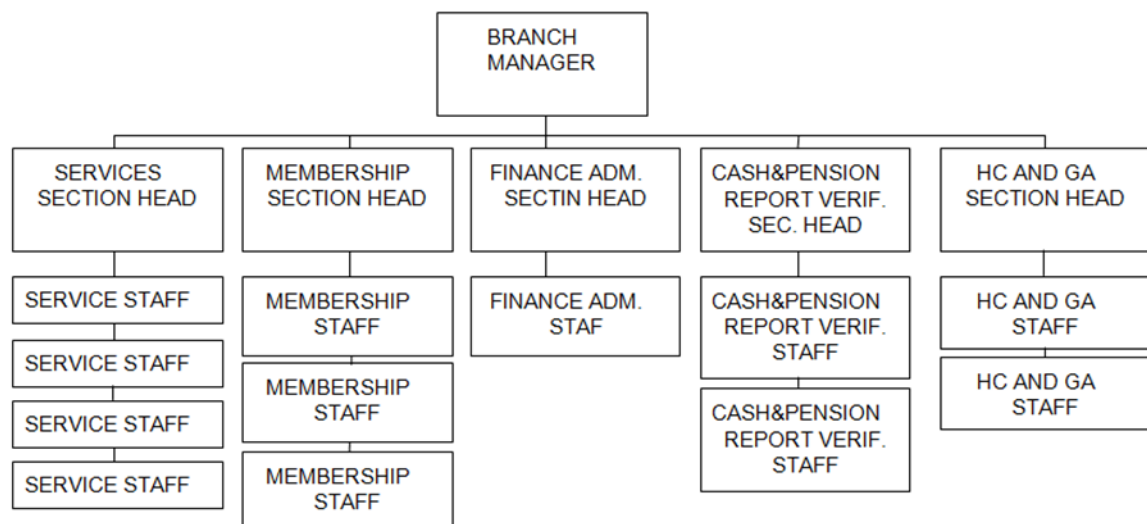 BRANCH
MANAGER
SERVICES
SECTION HEAD
MEMBERSHIP
SECTION HEAD
FINANCE ADM.
SECTIN HEAD
CASH&PENSION
REPORT VERIF.
SEC. HEAD
HC AND GA
SECTION HEAD
SERVICE STAFF
SERVICE STAFF
SERVICE STAFF
SERVICE STAFF
MEMBERSHIP
STAFF
MEMBERSHIP
STAFF
MEMBERSHIP
STAFF
FINANCE ADM.
STAF
CASH&PENSION
REPORT VERIF.
STAFF
CASH&PENSION
REPORT VERIF.
STAFF
HC AND GA
STAFF
HC AND GA
STAFF